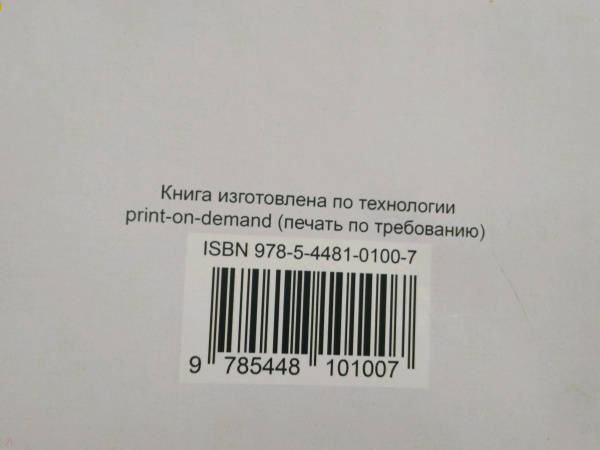 Книга изготовлена по технологии
print-on-demand (печать по требованию)
ISBN 978-5-4481-0100-7
9 785448 101007